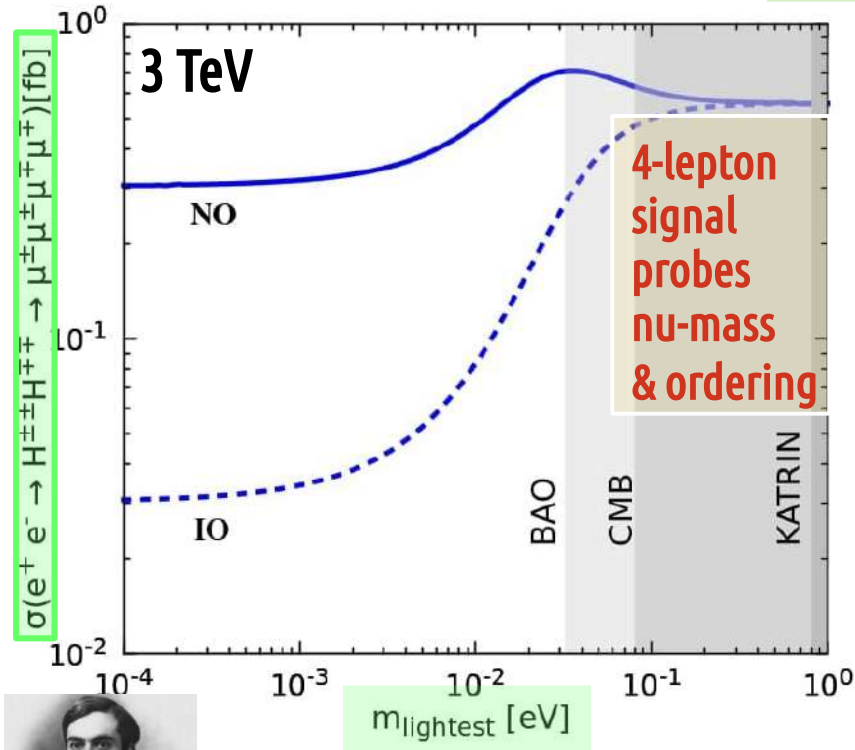 10⁰
3 TeV
σ(e⁺ e⁻ → H±±H∓∓ → μ±μ±μ∓μ∓)[fb]
NO
4-lepton
signal
probes
nu-mass
& ordering
10⁻¹
IO
BAO
CMB
KATRIN
10⁻²
10⁻⁴ 10⁻³ 10⁻² 10⁻¹ 10⁰
m_lightest [eV]